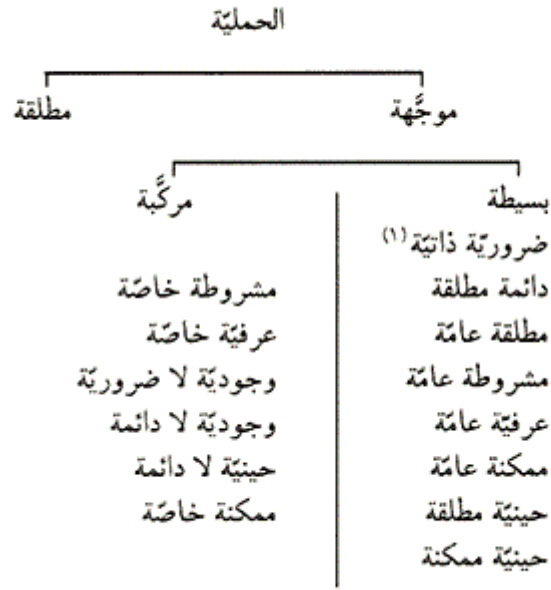 الحمليّة
موجَّهة مطلقة
بسيطة مركَّبة
ضروريّة ذاتيّة (١)
دائمة مطلقة مشروطة خاصّة
مطلقة عامّة عرفيّة خاصّة
مشروطة عامّة وجوديّة لا ضروريّة
عرفيّة عامّة وجوديّة لا دائمة
ممكنة عامّة حينيّة لا دائمة
حينيّة مطلقة ممكنة خاصّة
حينيّة ممكنة